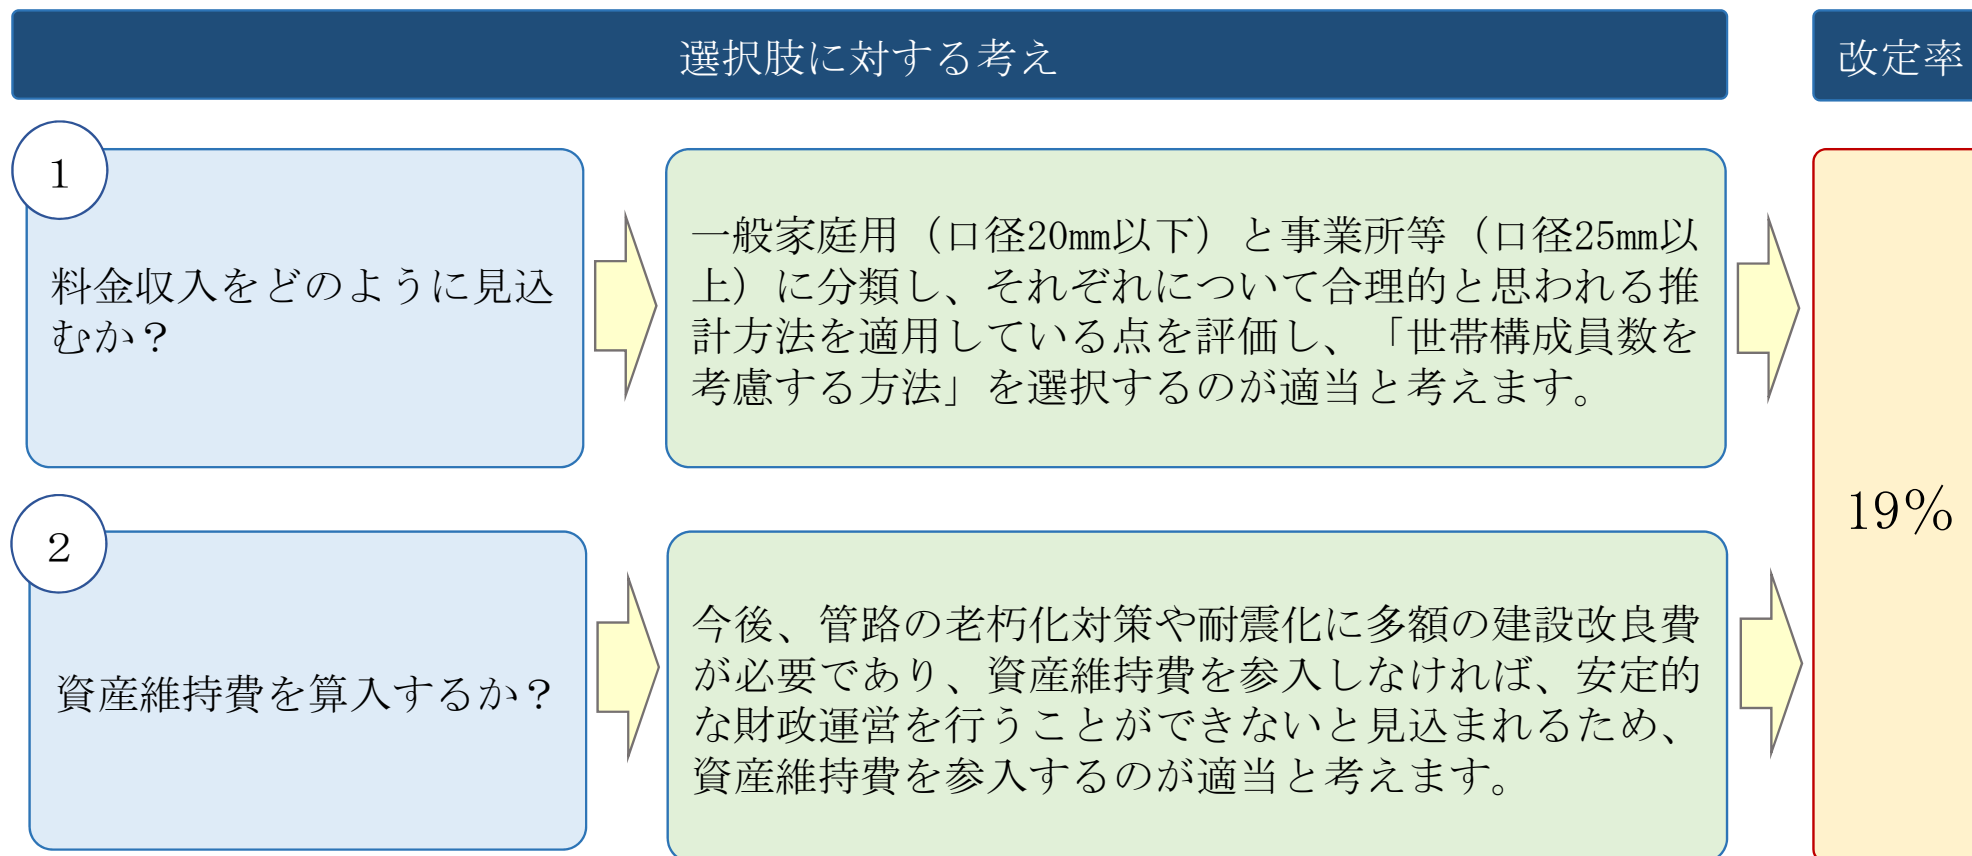 選択肢に対する考え
改定率
1
料金収入をどのように見込
むか？
一般家庭用（口径20㎜以下）と事業所等（口径25㎜以
上）に分類し、それぞれについて合理的と思われる推
計方法を適用している点を評価し、「世帯構成員数を
考慮する方法」を選択するのが適当と考えます。
19%
2
資産維持費を算入するか？
今後、管路の老朽化対策や耐震化に多額の建設改良費
が必要であり、資産維持費を参入しなければ、安定的
な財政運営を行うことができないと見込まれるため、
資産維持費を参入するのが適当と考えます。